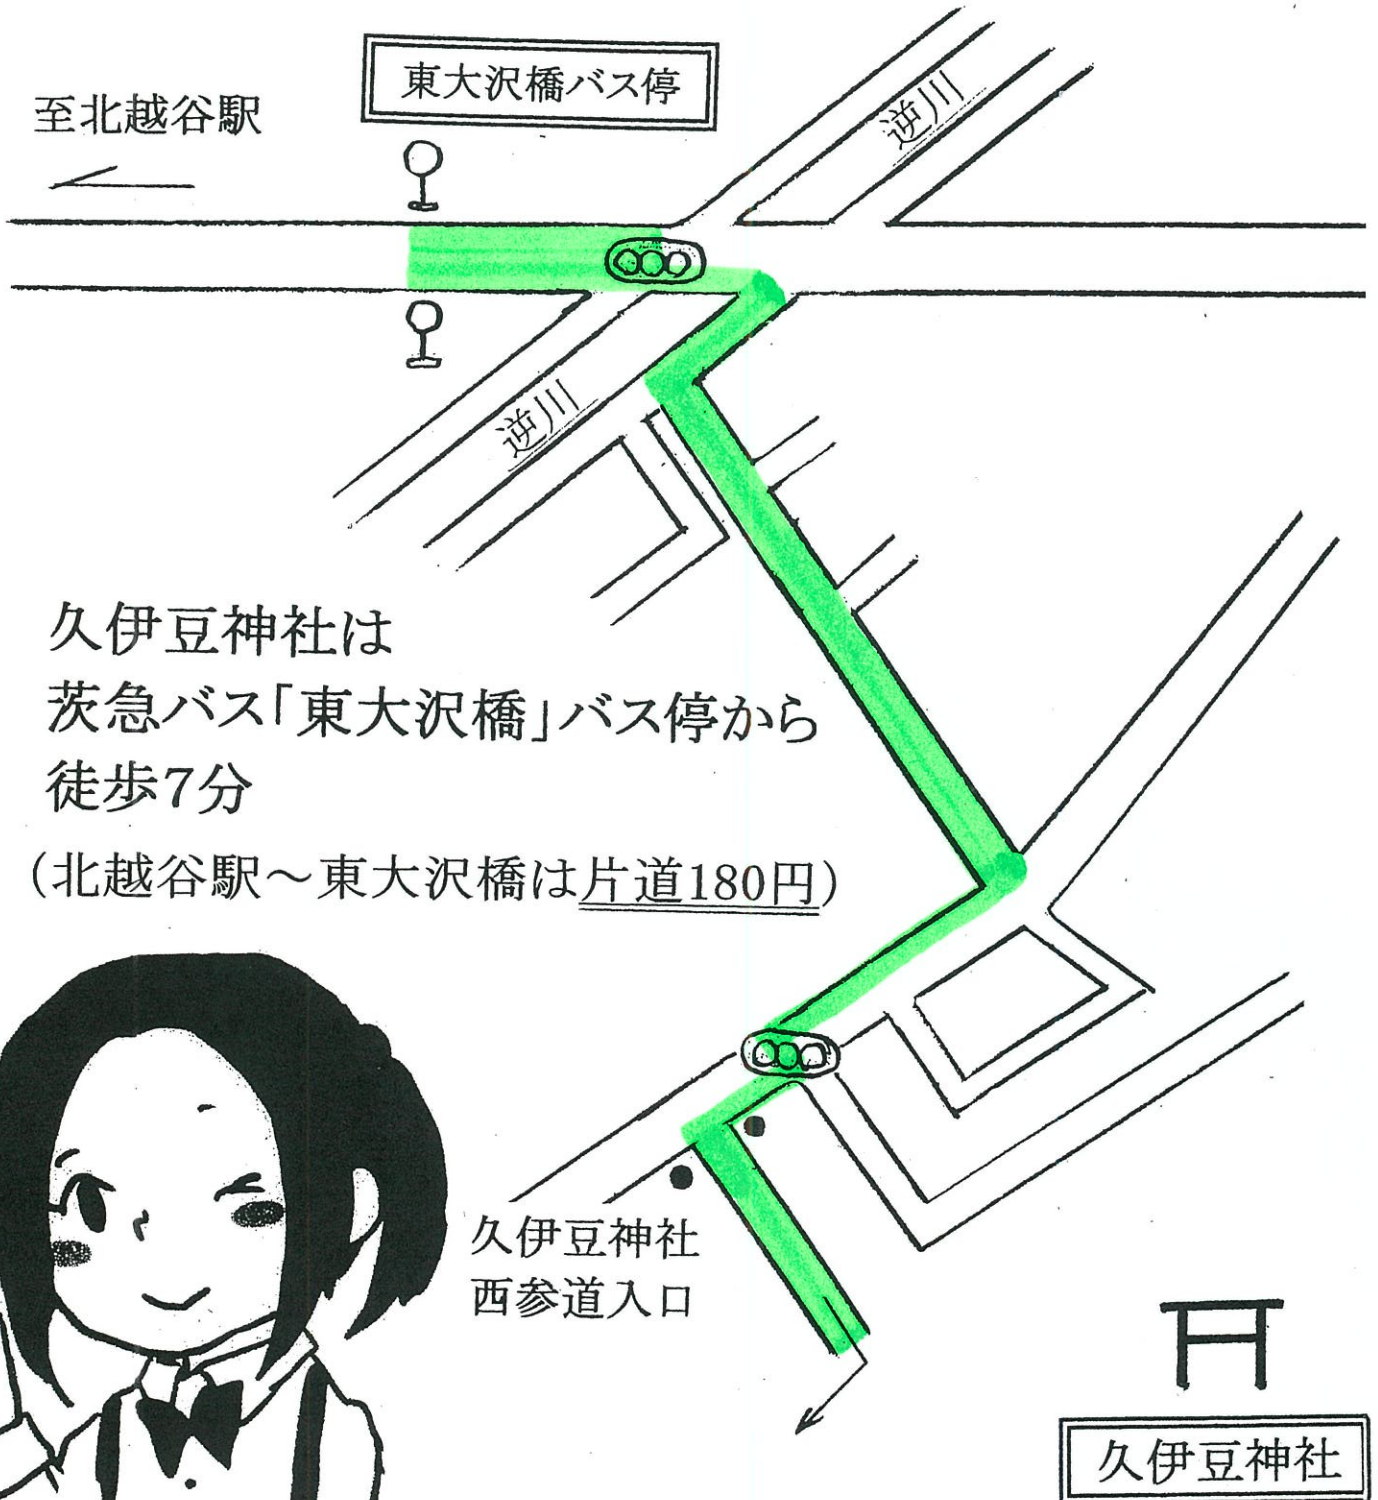 東大沢橋バス停
至北越谷駅
逆川
逆川
久伊豆神社は
茨急バス「東大沢橋」バス停から
徒歩7分
(北越谷駅～東大沢橋は片道180円)
久伊豆神社
西参道入口
久伊豆神社